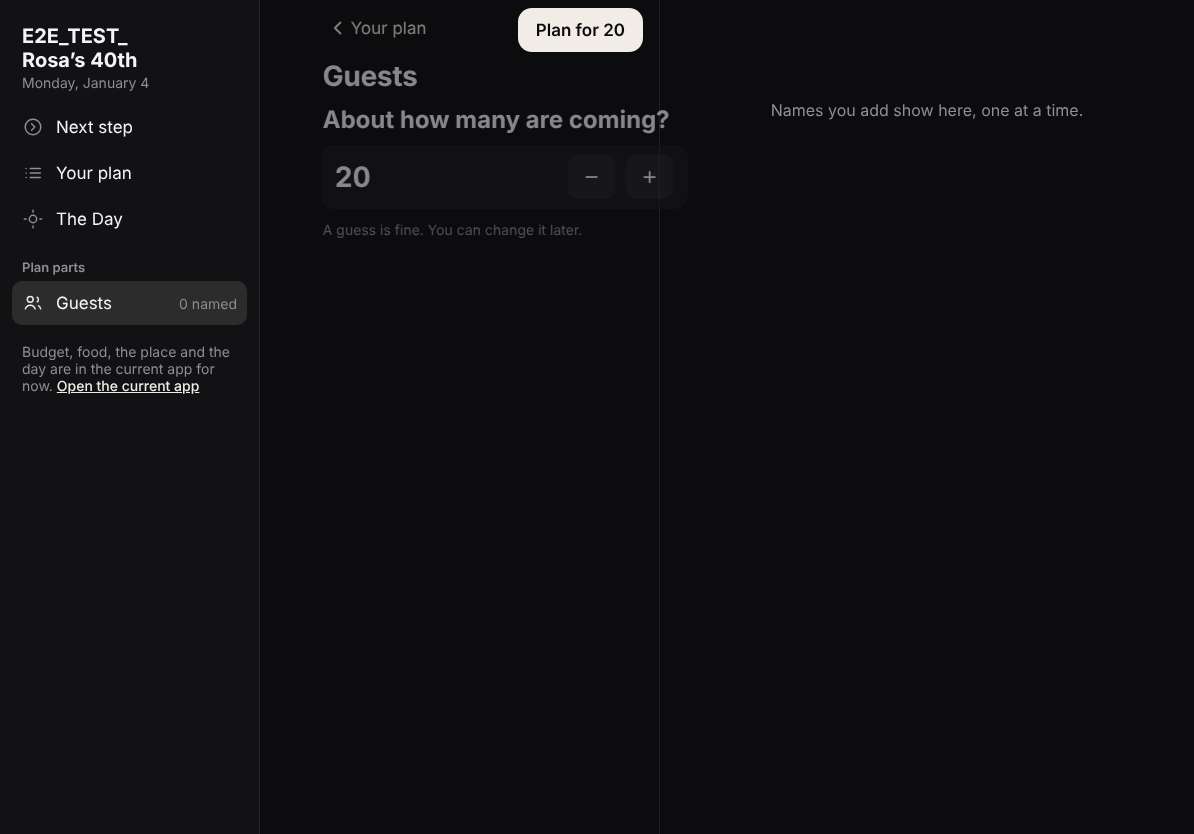 E2E_TEST_
Rosa’s 40th
Monday, January 4
Next step
Your plan
The Day
Plan parts
Guests 0 named
Budget, food, the place and the
day are in the current app for
now. Open the current app
Your plan
Plan for 20
Guests
About how many are coming?
20 − +
A guess is fine. You can change it later.
Names you add show here, one at a time.